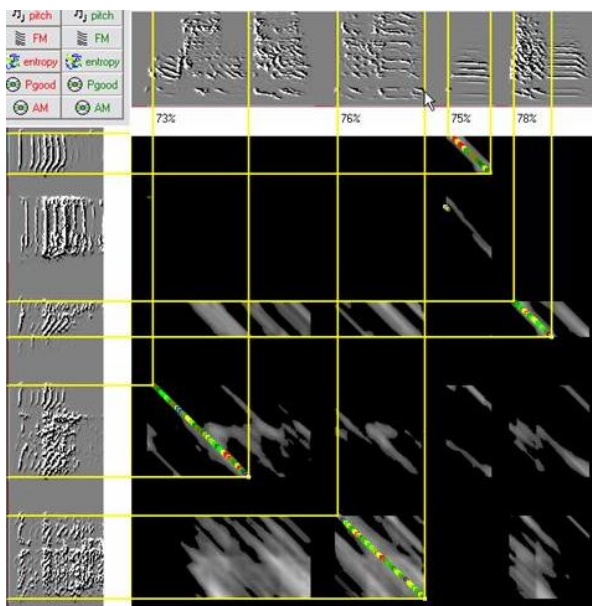 pitch pitch
FM FM
entropy entropy
Pgood Pgood
AM AM
73% 76% 75% 78%